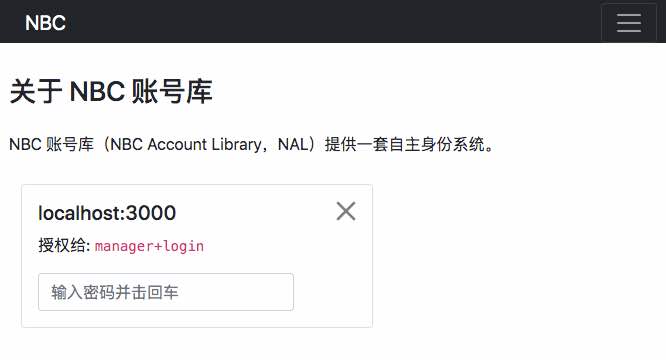 NBC
关于 NBC 账号库
NBC 账号库（NBC Account Library，NAL）提供一套自主身份系统。
localhost:3000
授权给: manager+login
输入密码并击回车